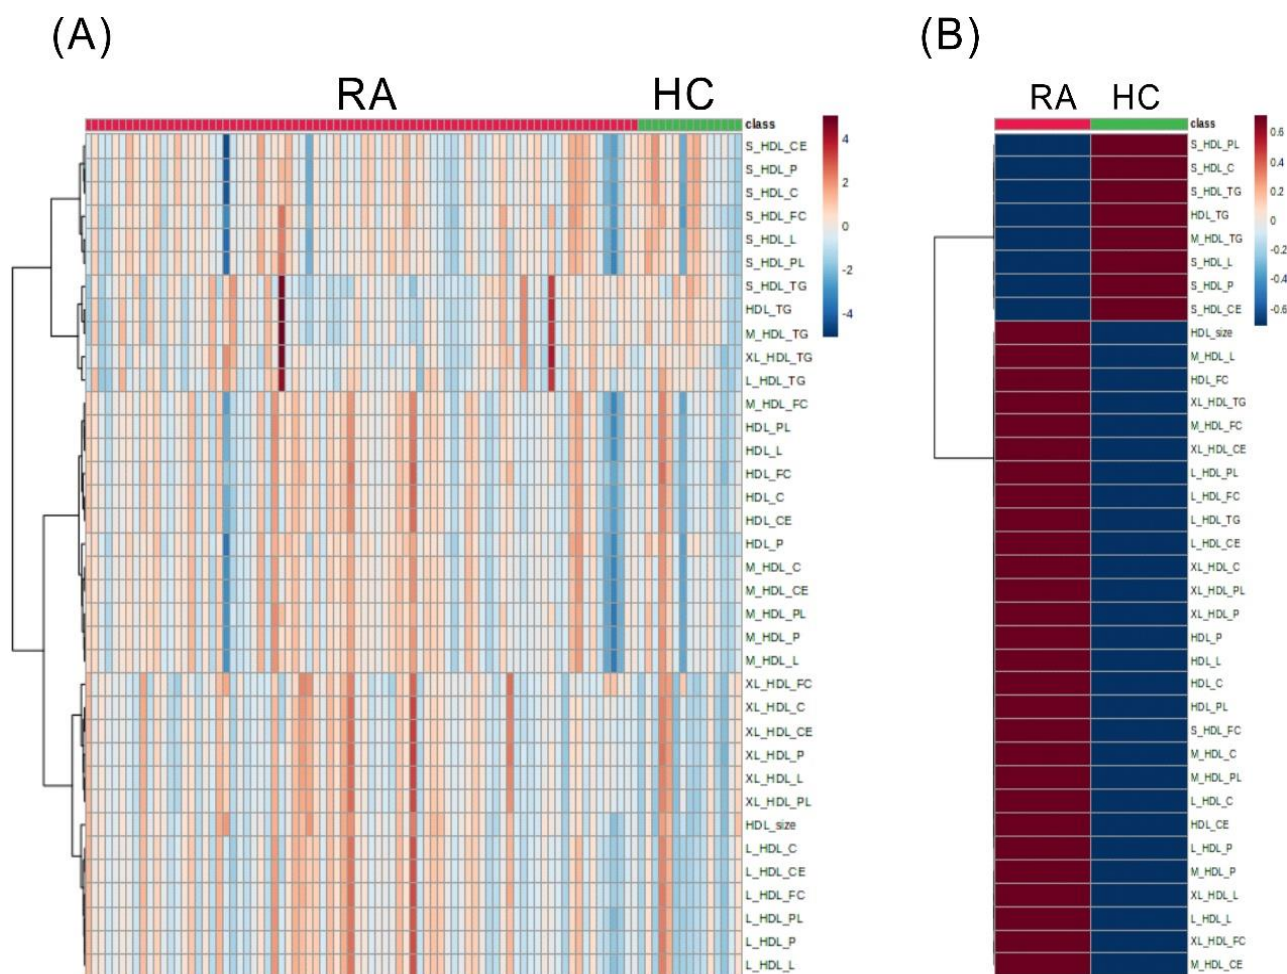 (A)
RA
HC
class
S_HDL_CE
S_HDL_P
S_HDL_C
S_HDL_FC
S_HDL_L
S_HDL_PL
S_HDL_TG
HDL_TG
M_HDL_TG
XL_HDL_TG
L_HDL_TG
M_HDL_FC
HDL_PL
HDL_L
HDL_FC
HDL_C
HDL_CE
HDL_P
M_HDL_C
M_HDL_CE
M_HDL_PL
M_HDL_P
M_HDL_L
XL_HDL_FC
XL_HDL_C
XL_HDL_CE
XL_HDL_P
XL_HDL_L
XL_HDL_PL
HDL_size
L_HDL_C
L_HDL_CE
L_HDL_FC
L_HDL_PL
L_HDL_P
L_HDL_L
4
2
0
-2
-4
(B)
RA
HC
class
S_HDL_PL
S_HDL_C
S_HDL_TG
HDL_TG
M_HDL_TG
S_HDL_L
S_HDL_P
S_HDL_CE
HDL_size
M_HDL_L
HDL_FC
XL_HDL_TG
M_HDL_FC
XL_HDL_CE
L_HDL_PL
L_HDL_FC
L_HDL_TG
L_HDL_CE
XL_HDL_C
XL_HDL_PL
XL_HDL_P
HDL_P
HDL_L
HDL_C
HDL_PL
S_HDL_FC
M_HDL_C
M_HDL_PL
L_HDL_C
HDL_CE
L_HDL_P
M_HDL_P
XL_HDL_L
L_HDL_L
XL_HDL_FC
M_HDL_CE
0.6
0.4
0.2
0
-0.2
-0.4
-0.6